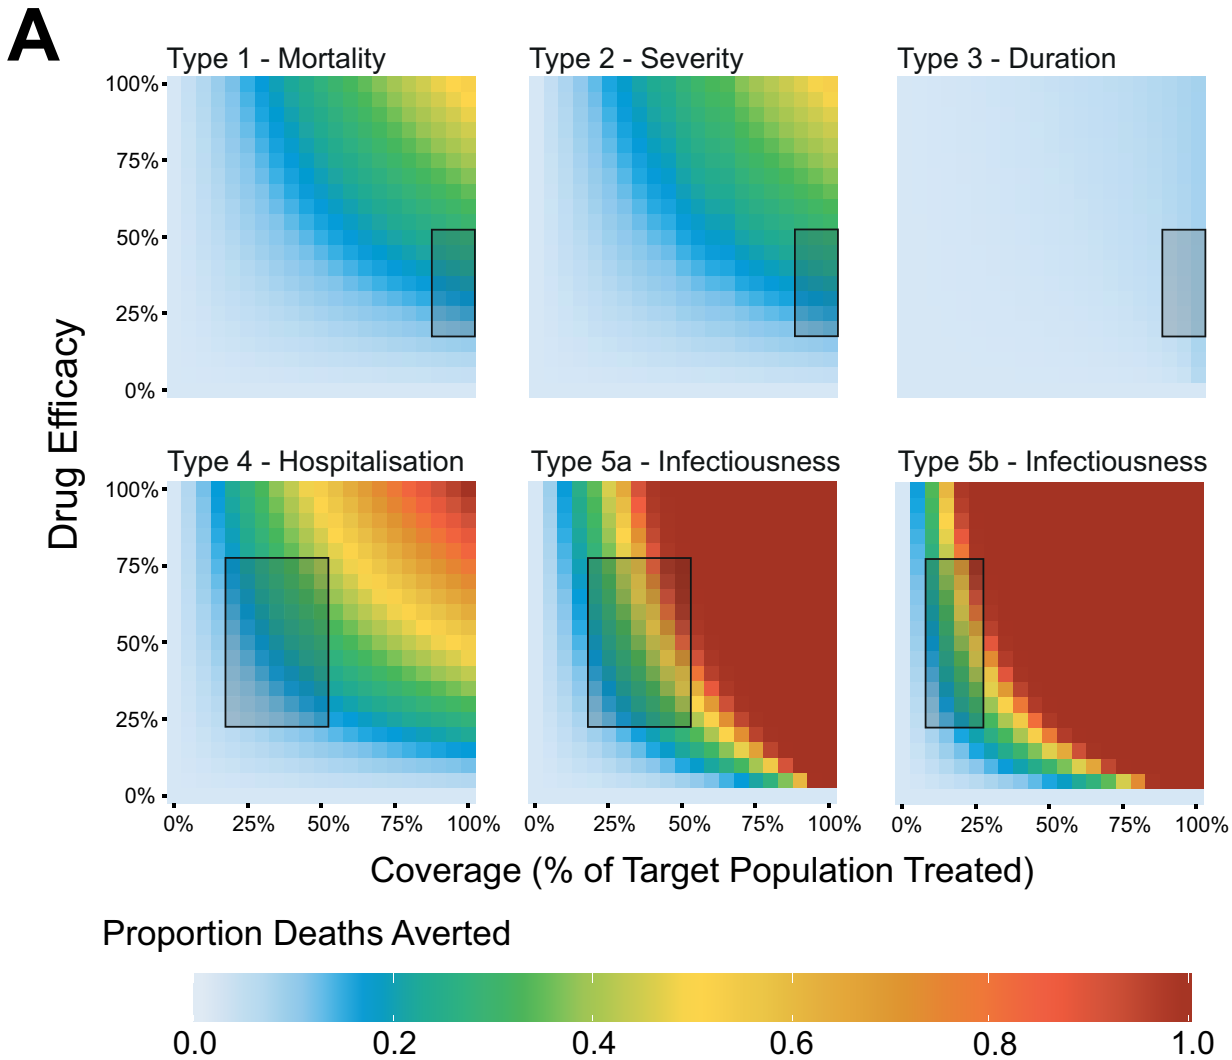 A
Type 1 - Mortality
Type 2 - Severity
Type 3 - Duration
100%
75%
50%
25%
0%
Drug Efficacy
Type 4 - Hospitalisation
Type 5a - Infectiousness
Type 5b - Infectiousness
100%
75%
50%
25%
0%
0% 25% 50% 75% 100%
0% 25% 50% 75% 100%
0% 25% 50% 75% 100%
Coverage (% of Target Population Treated)
Proportion Deaths Averted
0.0 0.2 0.4 0.6 0.8 1.0